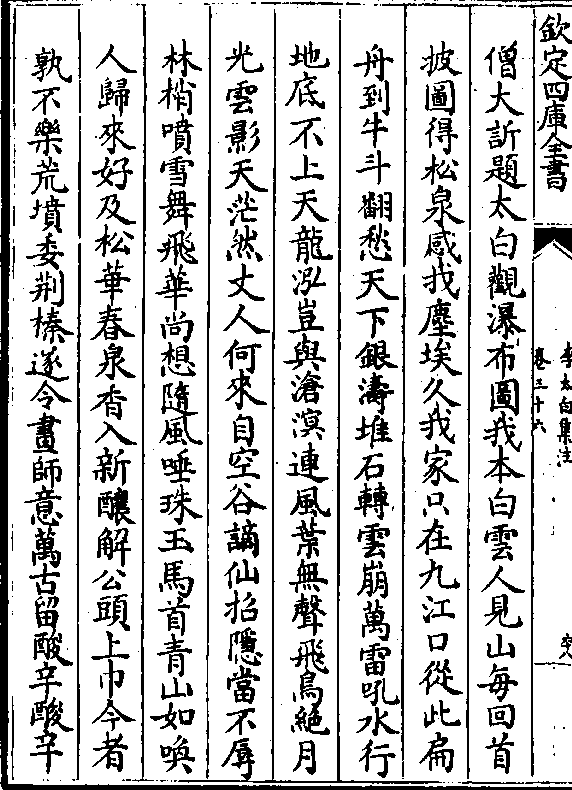 欽定四庫全書
李太白集注
卷三十六
僧大訢題太白觀瀑布圖我本白雲人見山每回首
披圖得松泉感我塵埃久我家只在九江口從此扁
舟到牛斗翻愁天下銀濤堆石轉雲崩萬雷吼水行
地底不上天龍泓豈與滄溟連風葉無聲飛鳥絕月
光雲影天茫然丈人何來自空谷謫仙招隱當不辱
林梢噴雪舞飛華尚想隨風唾珠玉馬首青山如喚
人歸來好及松華春泉香入新釀解公頭上巾今者
孰不樂荒墳委荆榛遂令畫師意萬古留酸辛酸辛